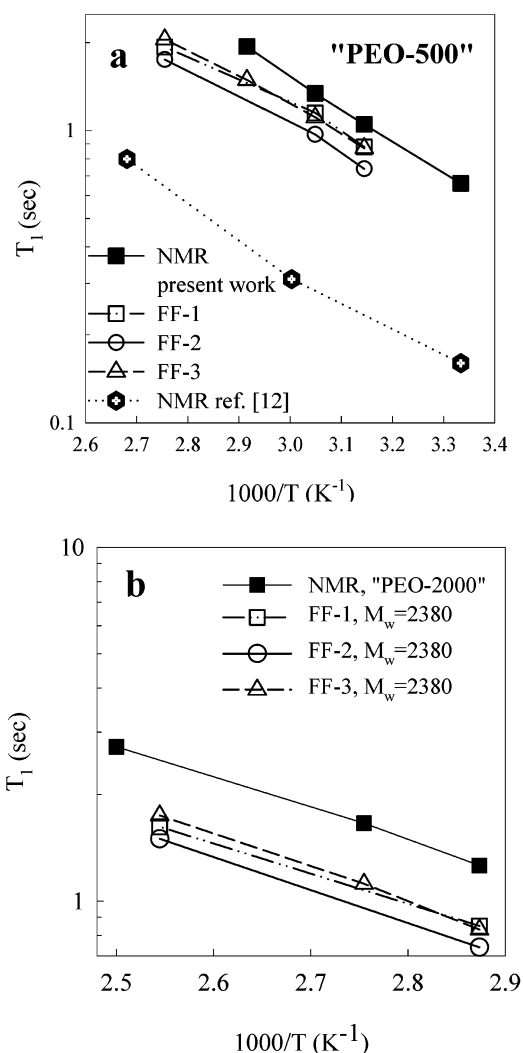 a
"PEO-500"
1
T1 (sec)
NMR
present work
FF-1
FF-2
FF-3
NMR ref. [12]
0.1
2.6 2.7 2.8 2.9 3.0 3.1 3.2 3.3 3.4
1000/T (K-1)
10
b
NMR, "PEO-2000"
FF-1, Mw=2380
FF-2, Mw=2380
FF-3, Mw=2380
T1 (sec)
1
2.5 2.6 2.7 2.8 2.9
1000/T (K-1)